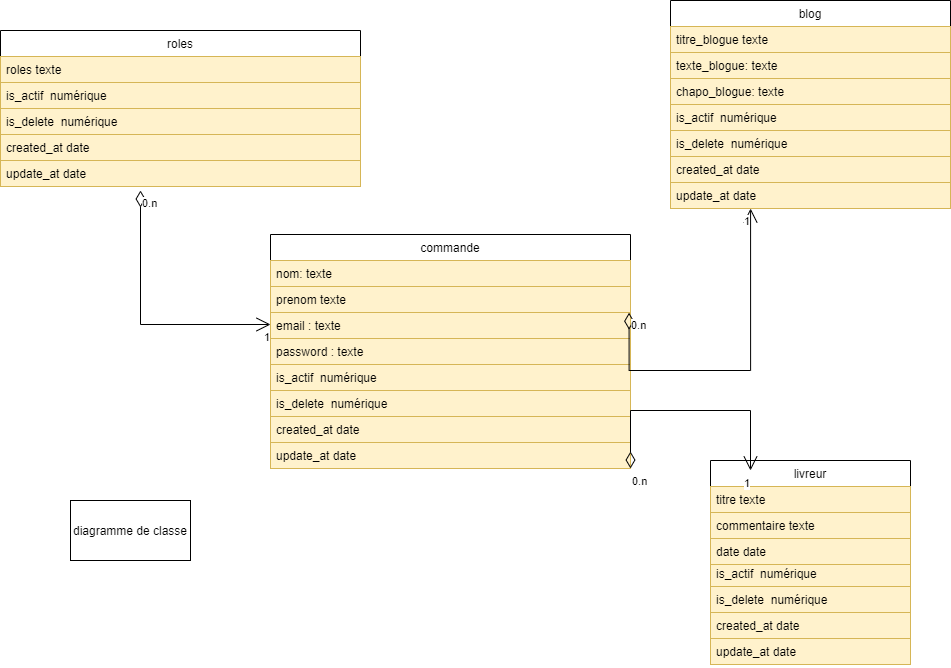 roles
roles texte
is_actif  numérique
is_delete  numérique
created_at date
update_at date
0.n
blog
titre_blogue texte
texte_blogue: texte
chapo_blogue: texte
is_actif  numérique
is_delete  numérique
created_at date
update_at date
1
commande
nom: texte
prenom texte
email : texte
password : texte
is_actif  numérique
is_delete  numérique
created_at date
update_at date
1
0.n
0.n
livreur
1
titre texte
commentaire texte
date date
is_actif  numérique
is_delete  numérique
created_at date
update_at date
diagramme de classe